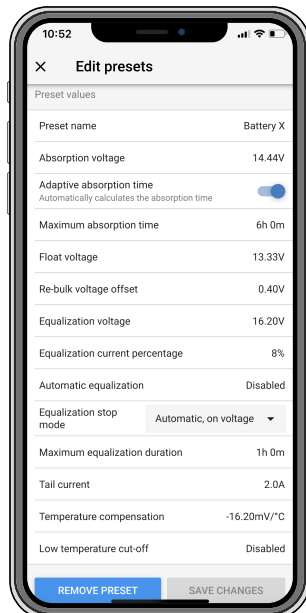 10:52
Edit presets
Preset values
Preset name Battery X
Absorption voltage 14.44V
Adaptive absorption time
Automatically calculates the absorption time
Maximum absorption time 6h 0m
Float voltage 13.33V
Re-bulk voltage offset 0.40V
Equalization voltage 16.20V
Equalization current percentage 8%
Automatic equalization Disabled
Equalization stop
mode Automatic, on voltage
Maximum equalization duration 1h 0m
Tail current 2.0A
Temperature compensation -16.20mV/°C
Low temperature cut-off Disabled
REMOVE PRESET SAVE CHANGES